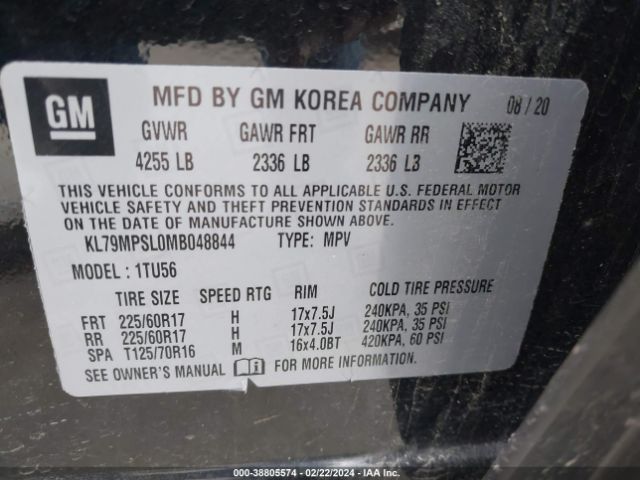 GM
MFD BY GM KOREA COMPANY 08/20
GVWR GAWR FRT GAWR RR
4255 LB 2336 LB 2336 LB
THIS VEHICLE CONFORMS TO ALL APPLICABLE U.S. FEDERAL MOTOR
VEHICLE SAFETY AND THEFT PREVENTION STANDARDS IN EFFECT
ON THE DATE OF MANUFACTURE SHOWN ABOVE.
KL79MPSL0MB048844 TYPE: MPV
MODEL: 1TU56
TIRE SIZE SPEED RTG RIM COLD TIRE PRESSURE
FRT 225/60R17 H 17x7.5J 240KPA, 35 PSI
RR 225/60R17 H 17x7.5J 240KPA, 35 PSI
SPA T125/70R16 M 16x4.0BT 420KPA, 60 PSI
SEE OWNER'S MANUAL FOR MORE INFORMATION.
000-38805574 | 02/22/2024 | IAA Inc.